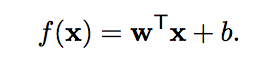 f(x) = wᵀx + b.